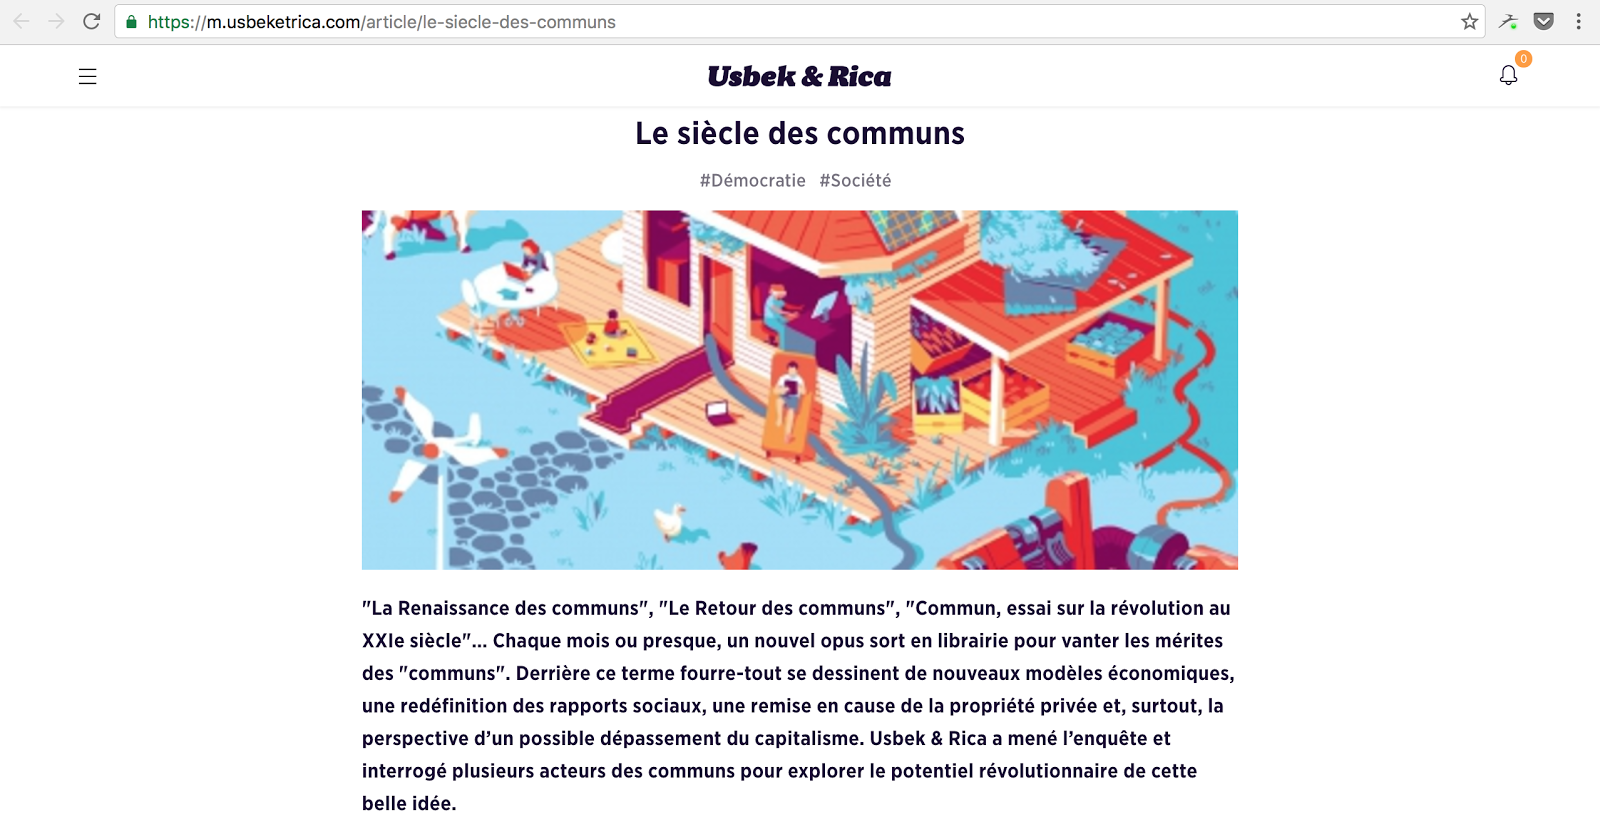 https://m.usbeketrica.com/article/le-siecle-des-communs
Usbek & Rica
0
Le siècle des communs
#Démocratie #Société
"La Renaissance des communs", "Le Retour des communs", "Commun, essai sur la révolution au
XXIe siècle"... Chaque mois ou presque, un nouvel opus sort en librairie pour vanter les mérites
des "communs". Derrière ce terme fourre-tout se dessinent de nouveaux modèles économiques,
une redéfinition des rapports sociaux, une remise en cause de la propriété privée et, surtout, la
perspective d’un possible dépassement du capitalisme. Usbek & Rica a mené l’enquête et
interrogé plusieurs acteurs des communs pour explorer le potentiel révolutionnaire de cette
belle idée.